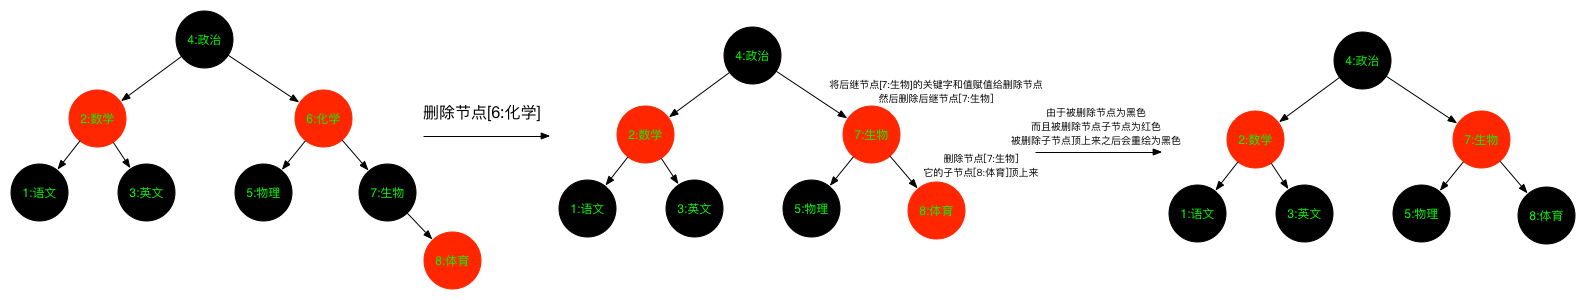 4:政治
2:数学
6:化学
1:语文
3:英文
5:物理
7:生物
8:体育
删除节点[6:化学]
4:政治
将后继节点[7:生物]的关键字和值赋值给删除节点
然后删除后继节点[7:生物]
2:数学
7:生物
删除节点[7:生物]
它的子节点[8:体育]顶上来
1:语文
3:英文
5:物理
8:体育
由于被删除节点为黑色
而且被删除节点子节点为红色
被删除子节点顶上来之后会重绘为黑色
4:政治
2:数学
7:生物
1:语文
3:英文
5:物理
8:体育